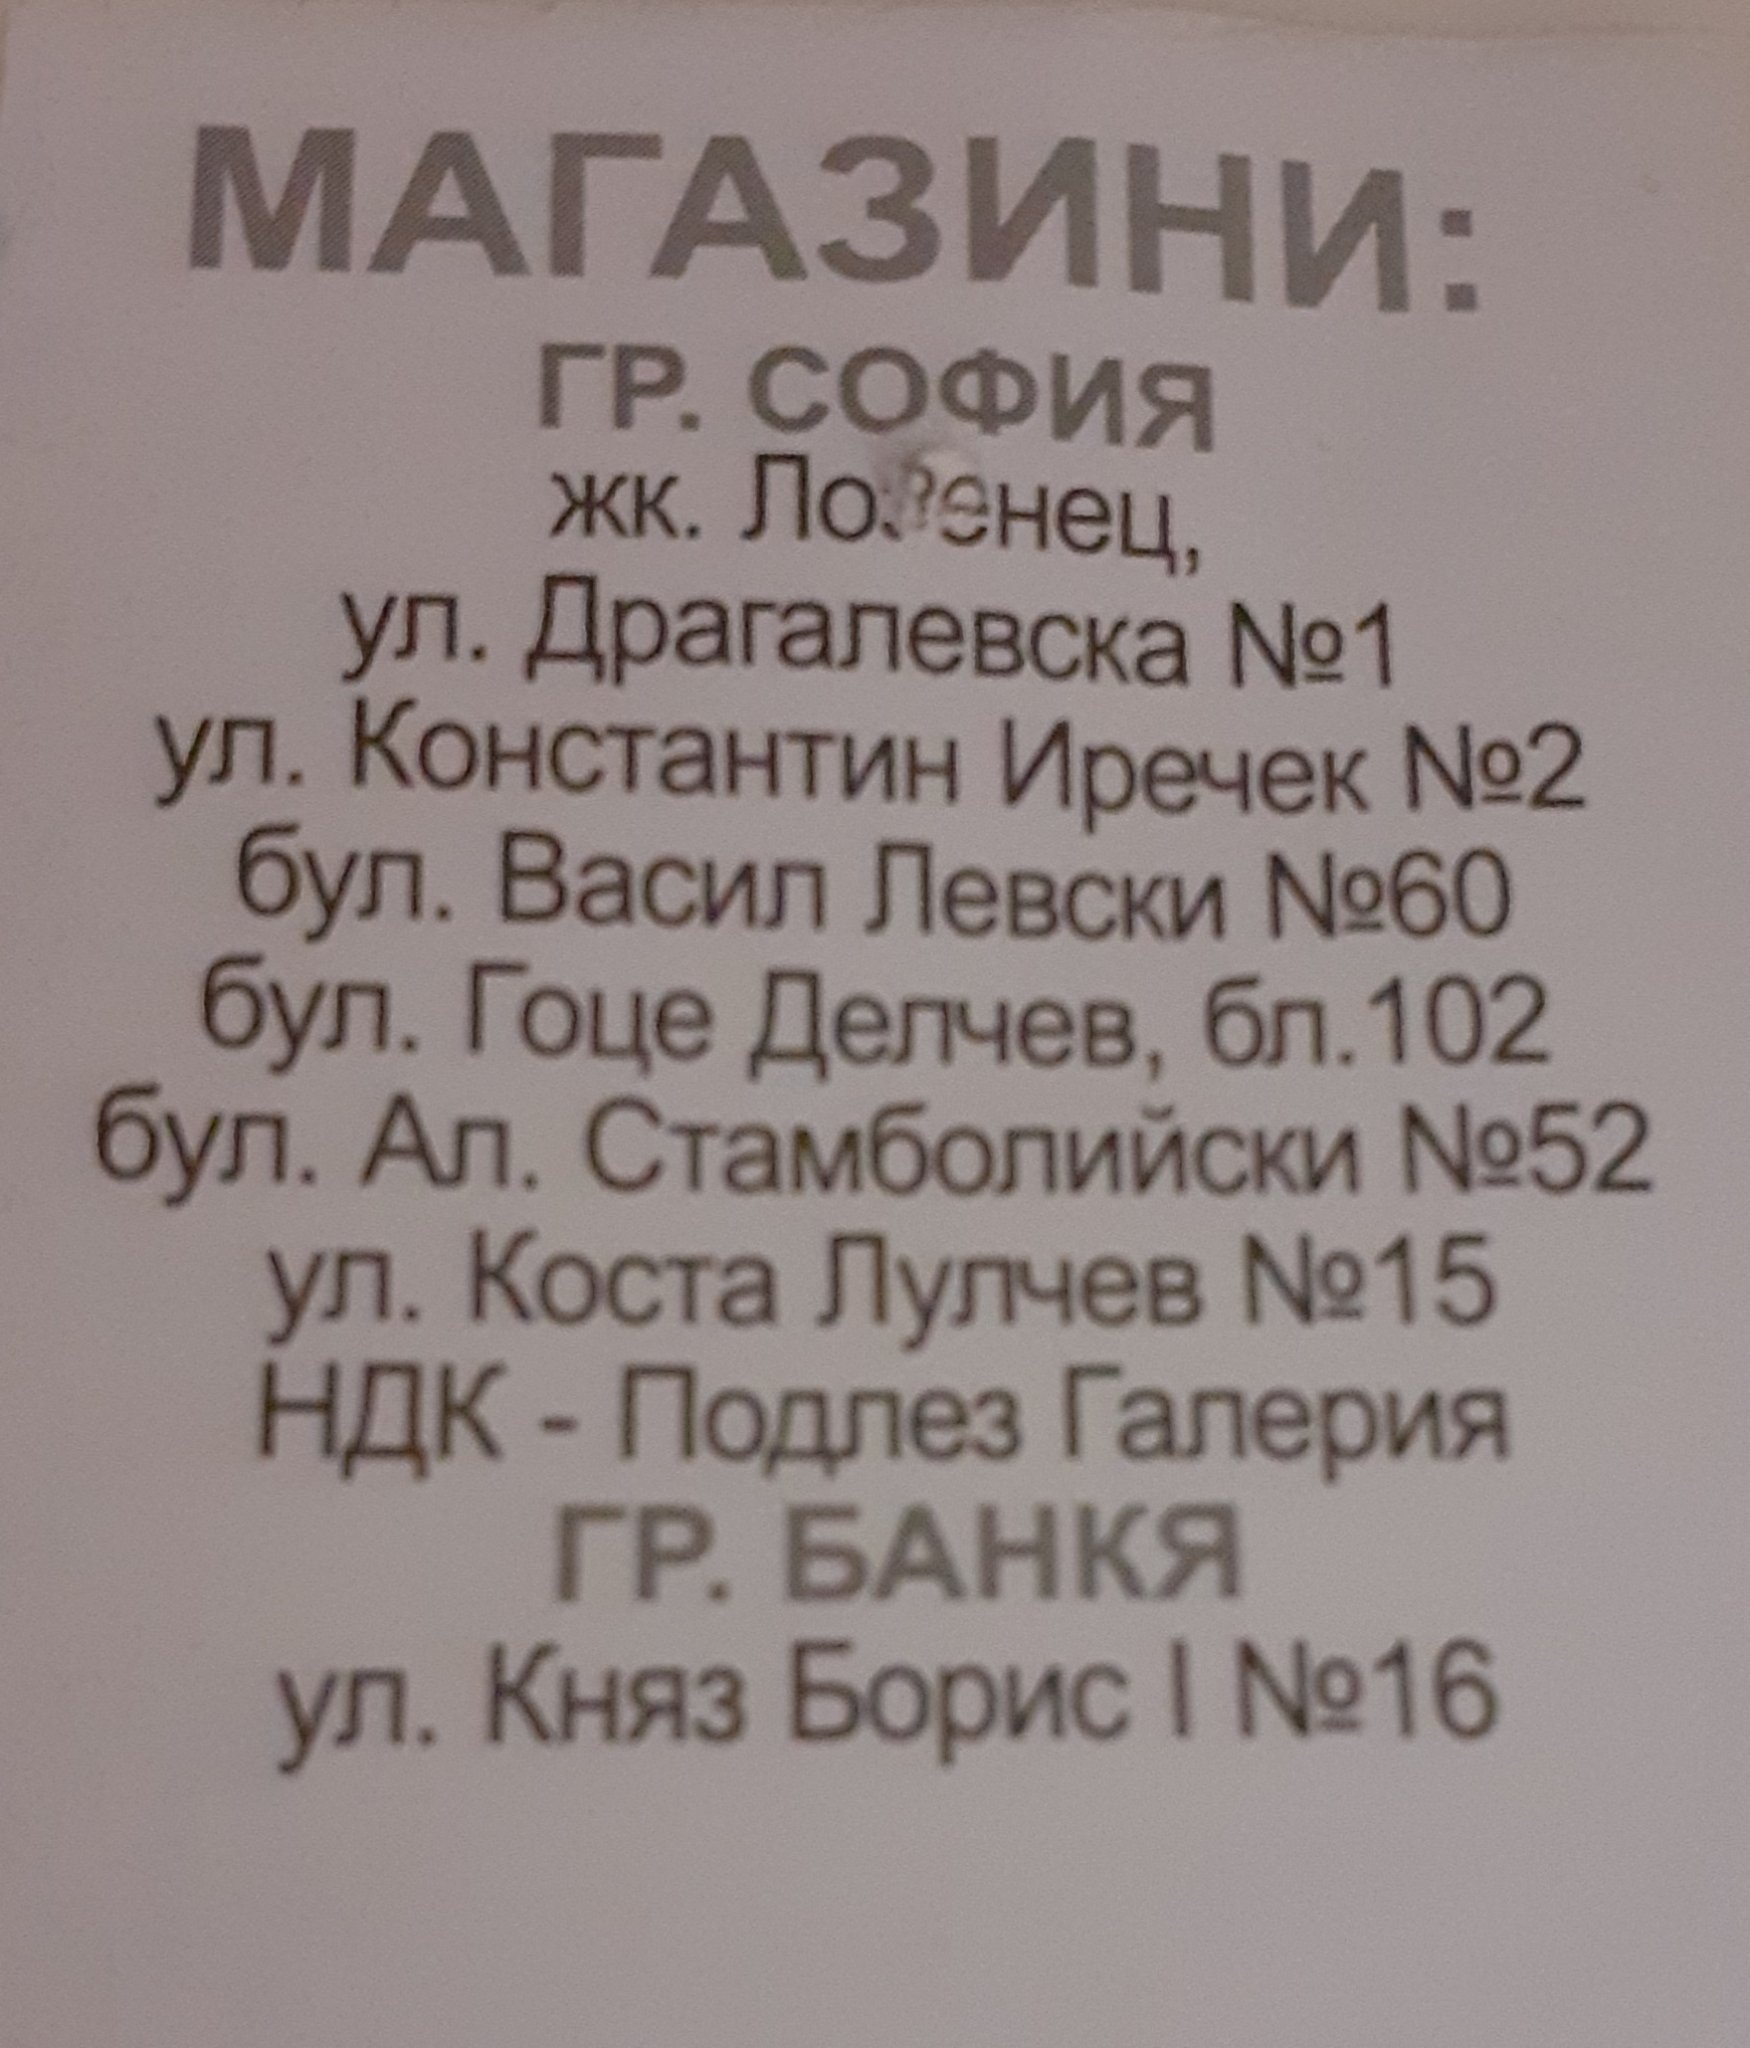 МАГАЗИНИ:
ГР. СОФИЯ
жк.
ул. Драгалевска №1
ул. Константин Иречек №2
бул. Васил Левски №60
бул. Гоце Делчев, бл.102
бул. Ал. Стамболийски №52
ул. Коста Лулчев №15
НДК - Подлез Галерия
ГР. БАНКЯ
ул. Княз Борис I №16